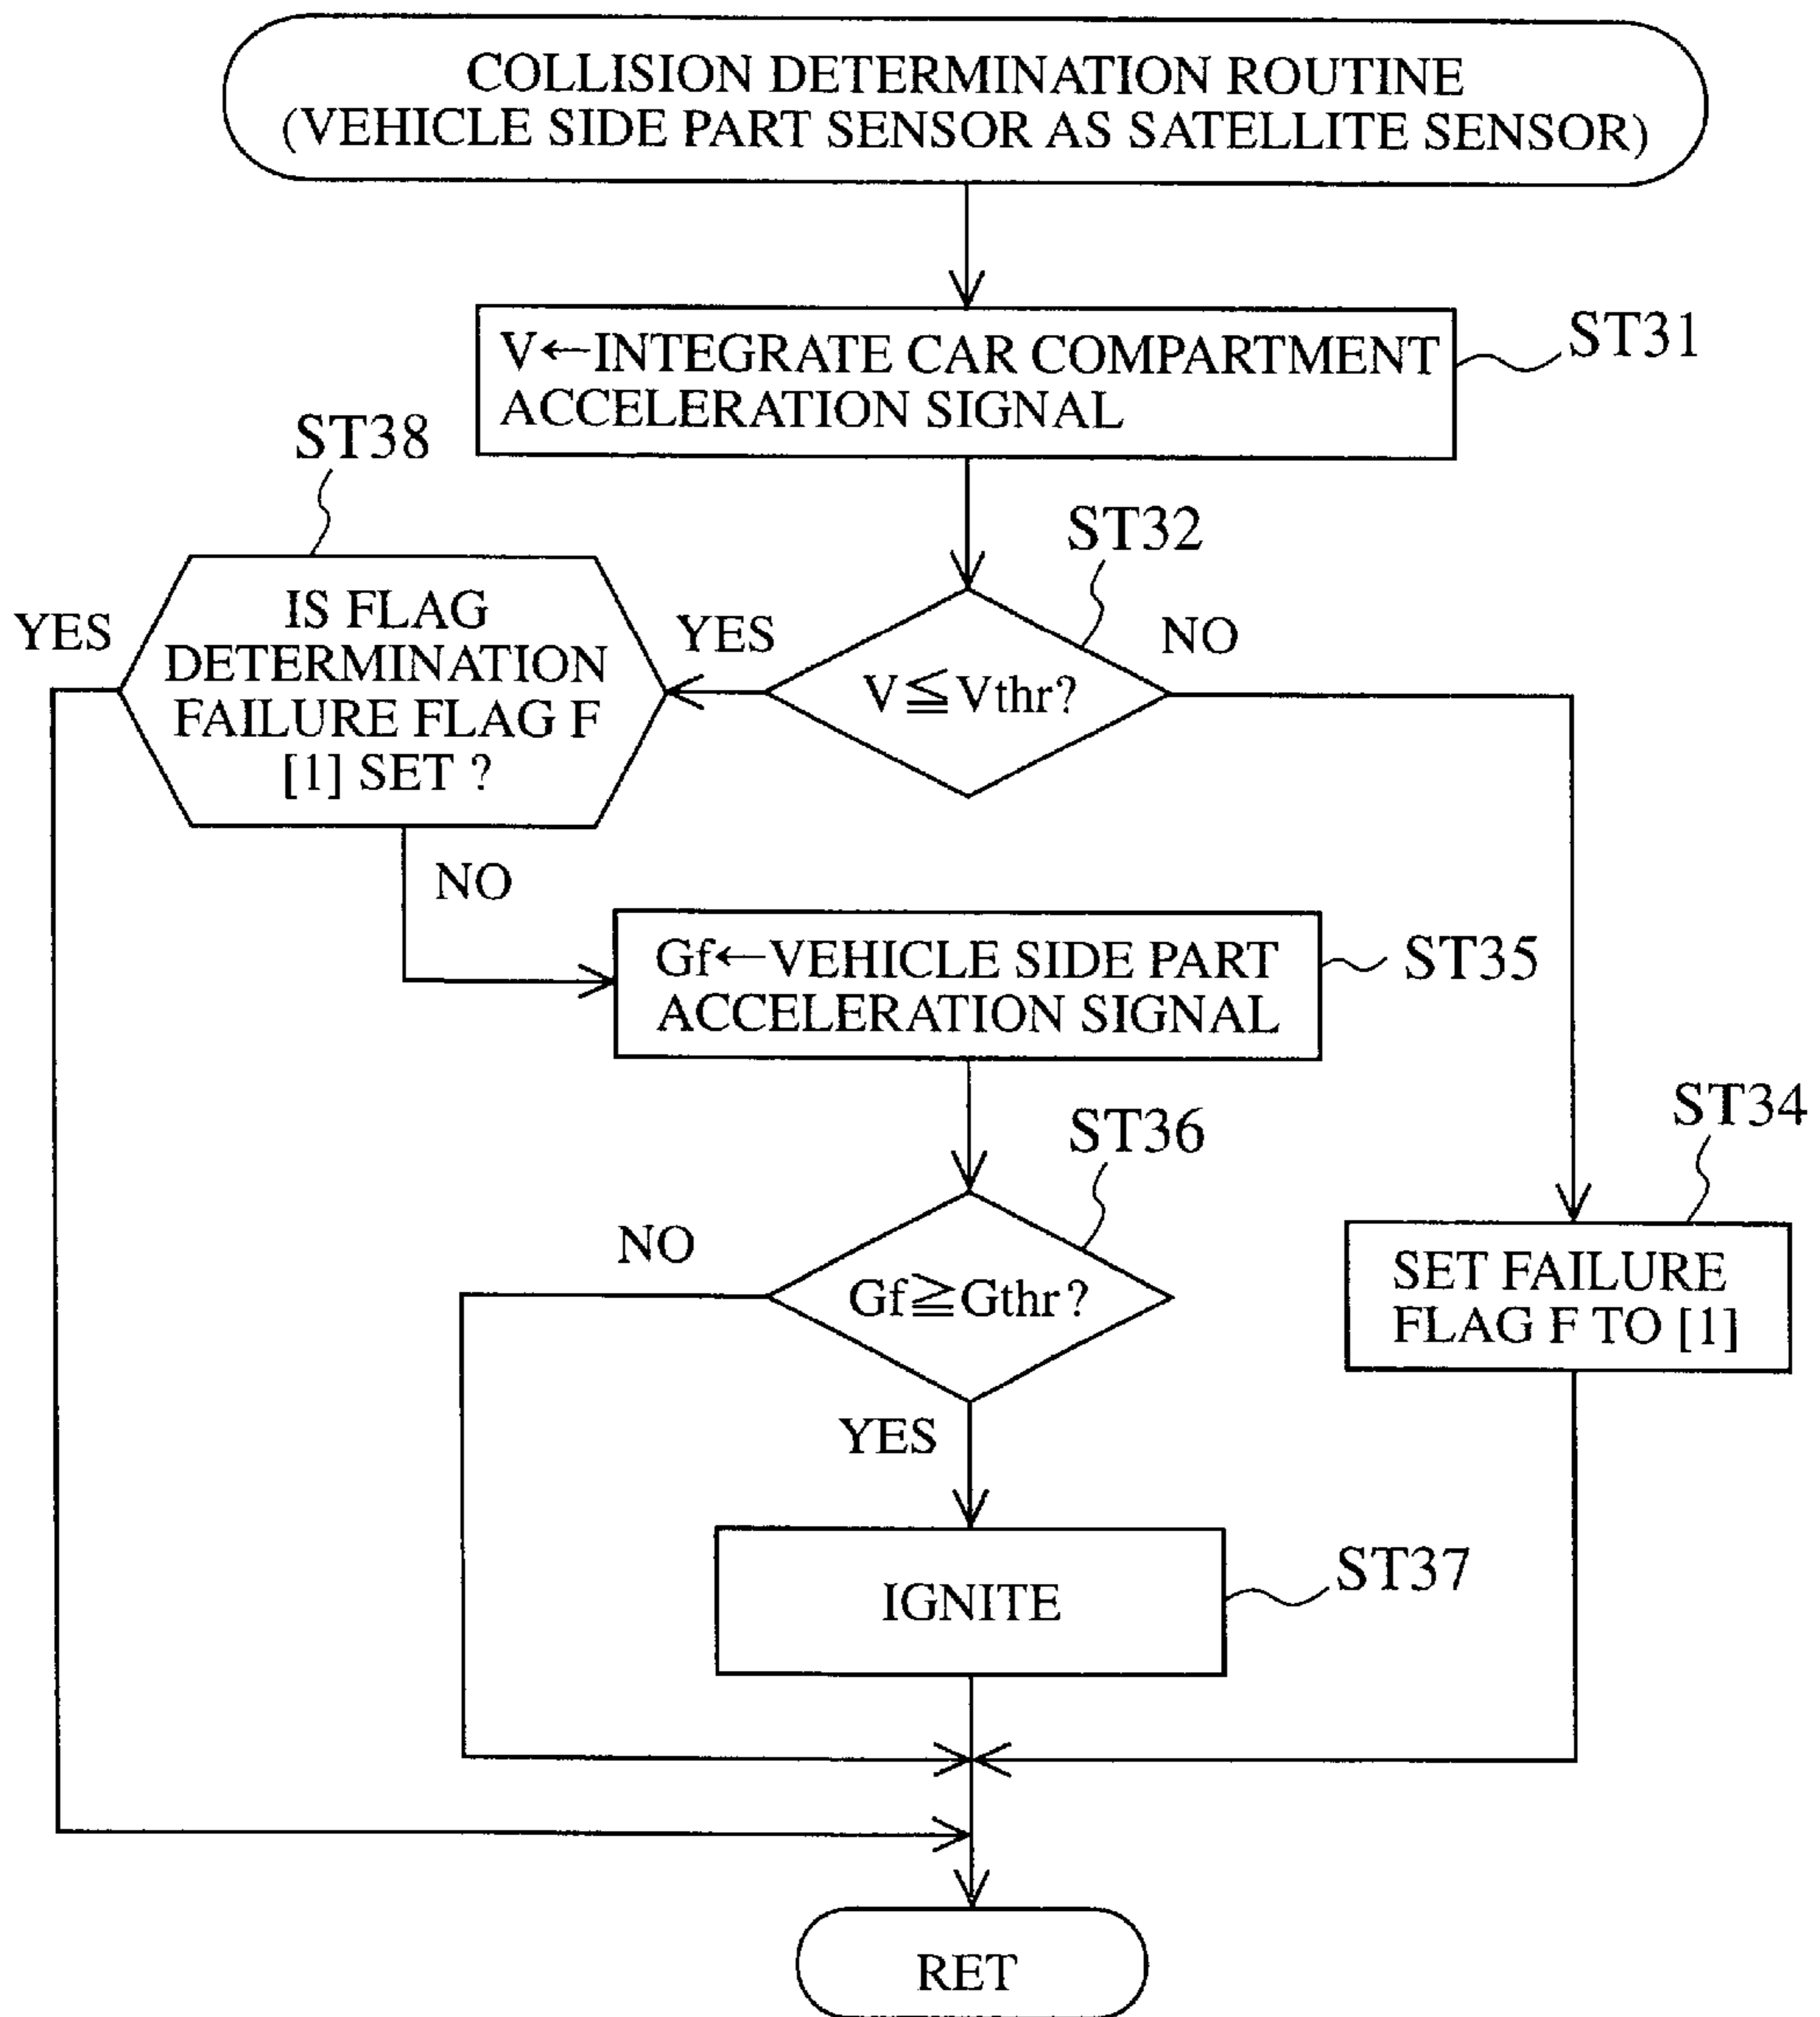 COLLISION DETERMINATION ROUTINE
(VEHICLE SIDE PART SENSOR AS SATELLITE SENSOR)
V←INTEGRATE CAR COMPARTMENT
ACCELERATION SIGNAL
ST31
ST38
ST32
IS FLAG
DETERMINATION
FAILURE FLAG F
[1] SET ?
YES
YES
V≦Vthr?
NO
NO
Gf←VEHICLE SIDE PART
ACCELERATION SIGNAL
ST35
ST36
ST34
NO
Gf≧Gthr?
SET FAILURE
FLAG F TO [1]
YES
IGNITE
ST37
RET